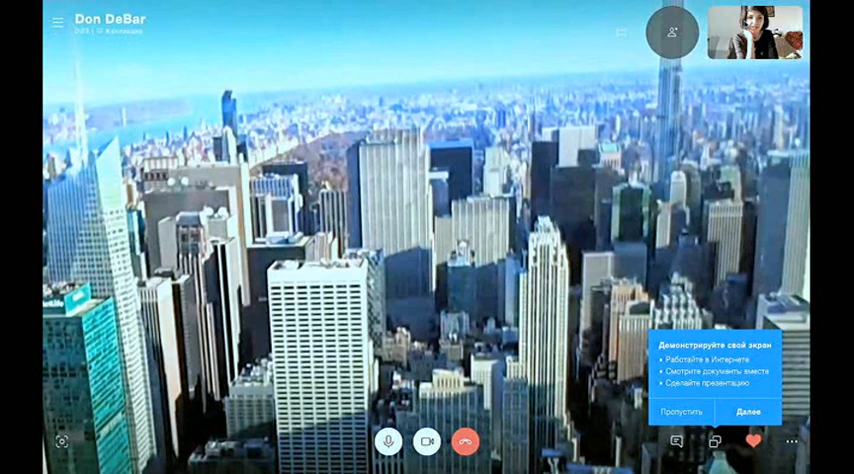 Don DeBar
Демонстрируйте свой экран
• Работайте в Интернете
• Смотрите документы вместе
• Сделайте презентацию
Пропустить
Далее